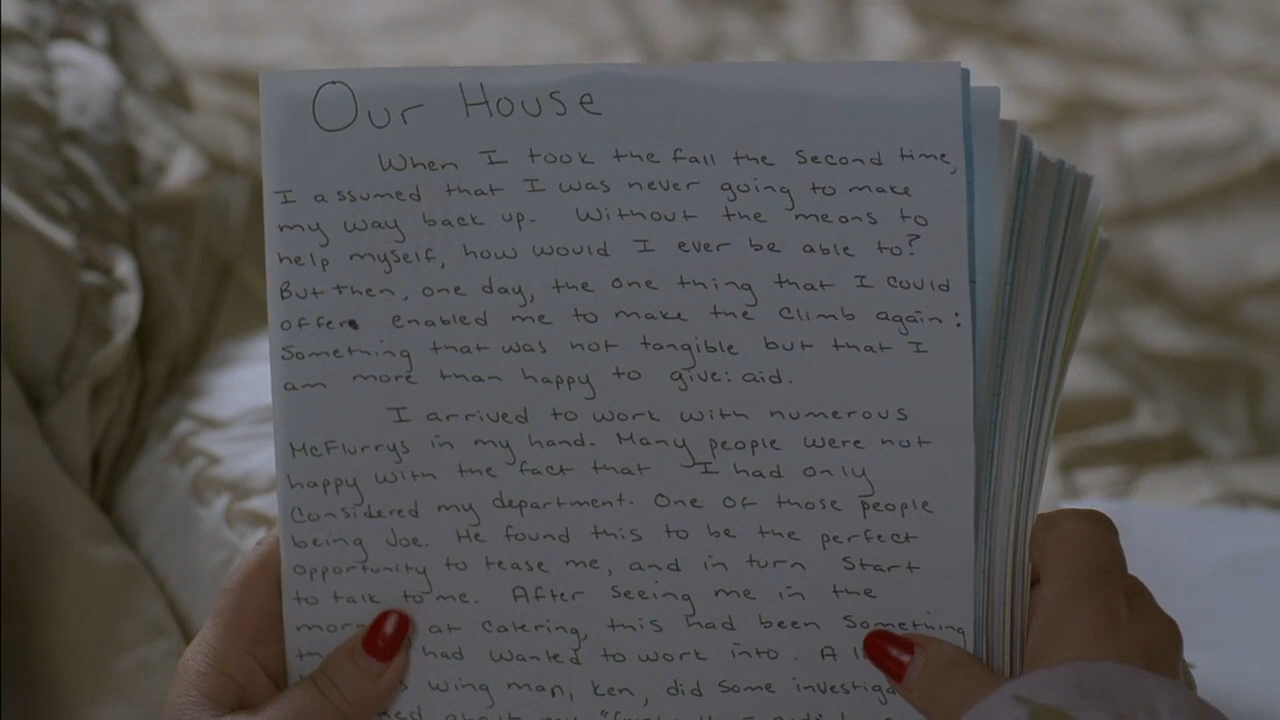 Our House
When I took the fall the second time,
I assumed that I was never going to make
my way back up. Without the means to
help myself, how would I ever be able to?
But then, one day, the one thing that I could
offer enabled me to make the climb again:
Something that was not tangible but that I
am more than happy to give: aid.
I arrived to work with numerous
McFlurrys in my hand. Many people were not
happy with the fact that I had only
considered my department. One of those people
being Joe. He found this to be the perfect
opportunity to tease me, and in turn start
to talk to me. After seeing me in the
at catering, this had been something
had wanted to work into. A
wing man, Ken, did some
about my